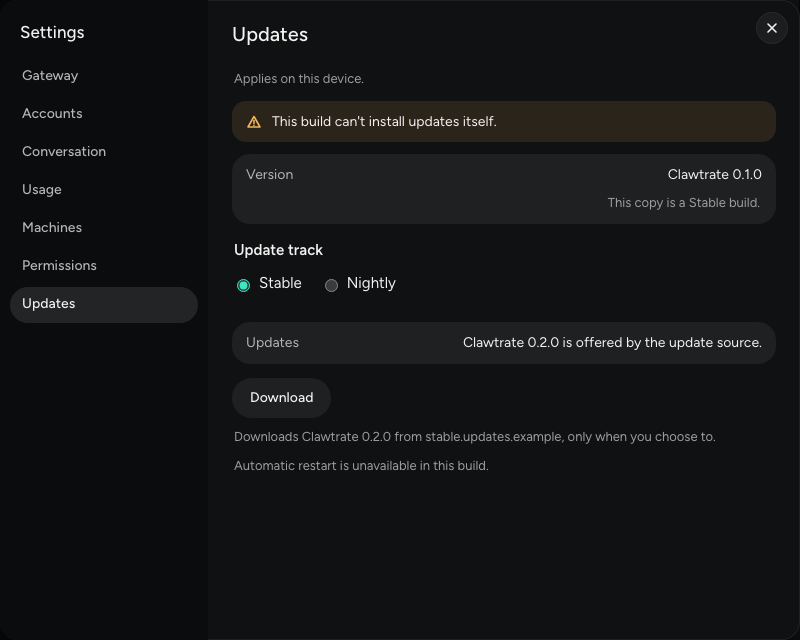 Settings
Gateway
Accounts
Conversation
Usage
Machines
Permissions
Updates
Updates
Applies on this device.
This build can't install updates itself.
Version
Clawtrate 0.1.0
This copy is a Stable build.
Update track
Stable
Nightly
Updates
Clawtrate 0.2.0 is offered by the update source.
Download
Downloads Clawtrate 0.2.0 from stable.updates.example, only when you choose to.
Automatic restart is unavailable in this build.